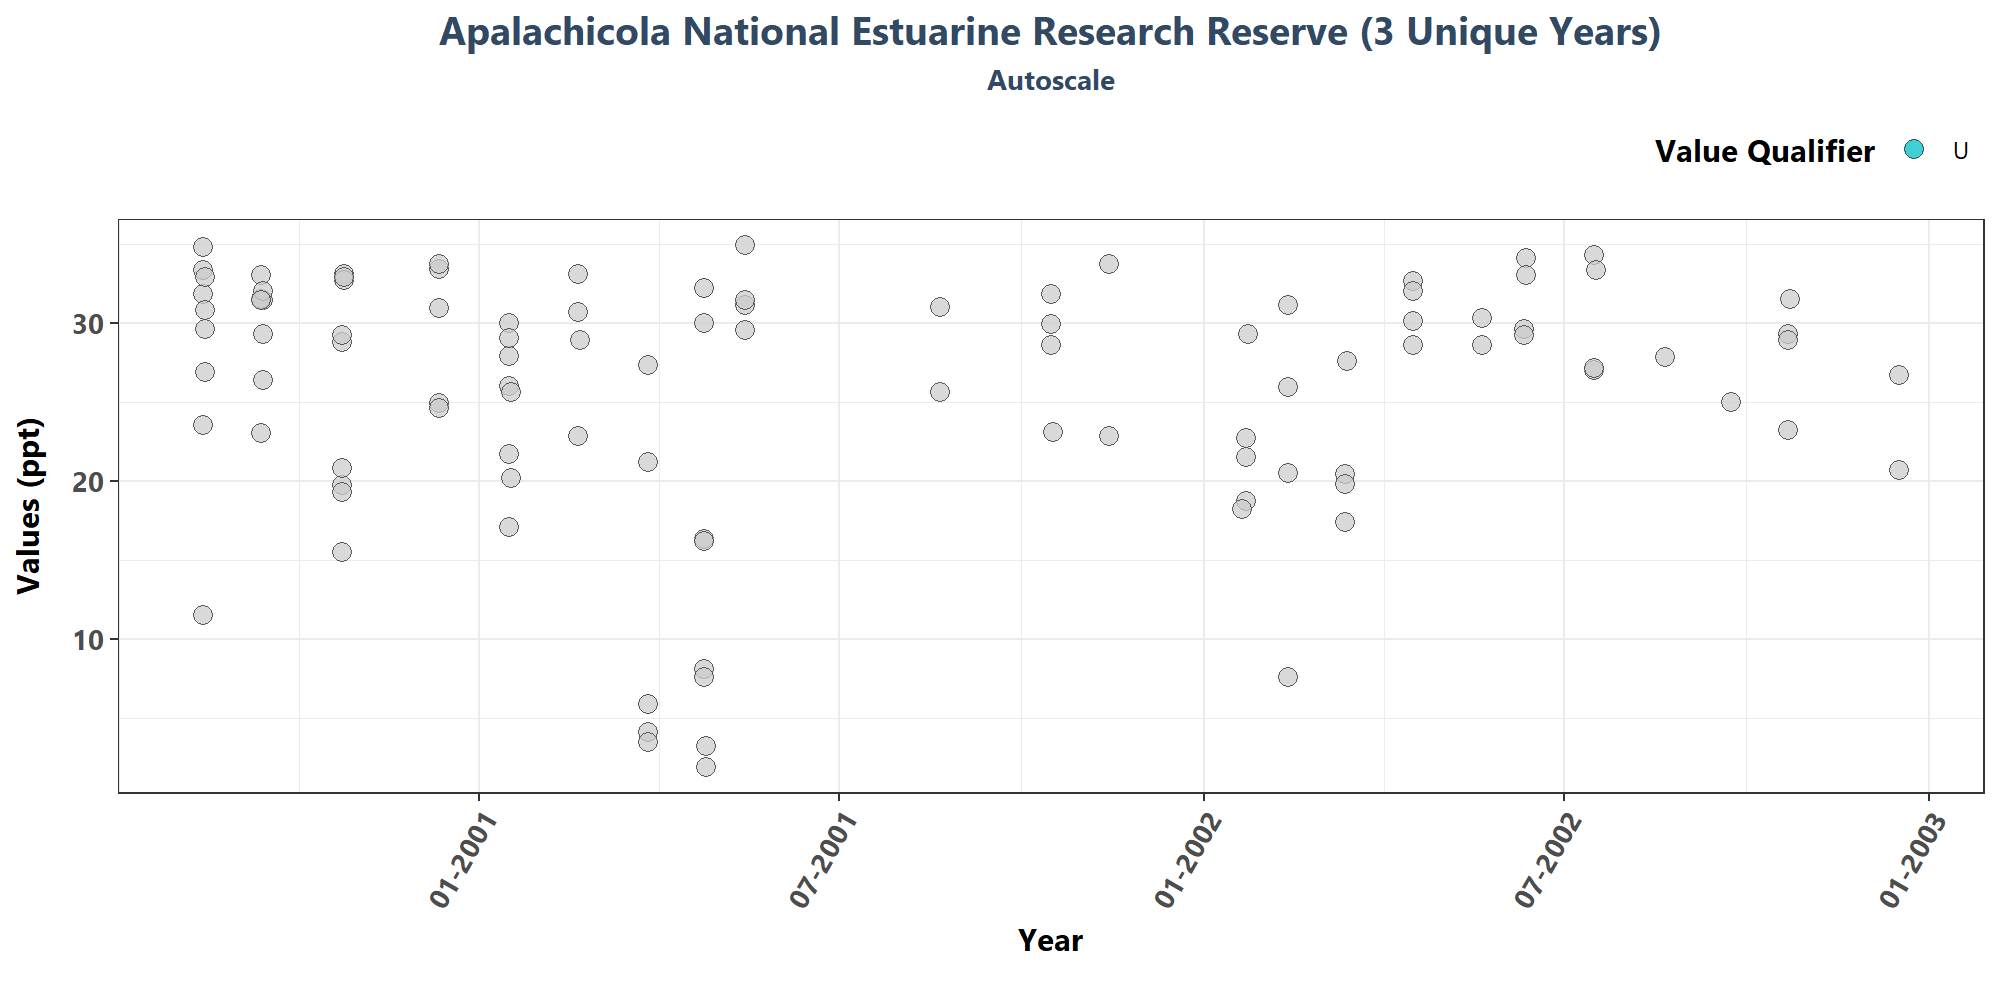 Apalachicola National Estuarine Research Reserve (3 Unique Years)
Autoscale
Value Qualifier U
Values (ppt)
30
20
10
01-2001
07-2001
01-2002
07-2002
01-2003
Year